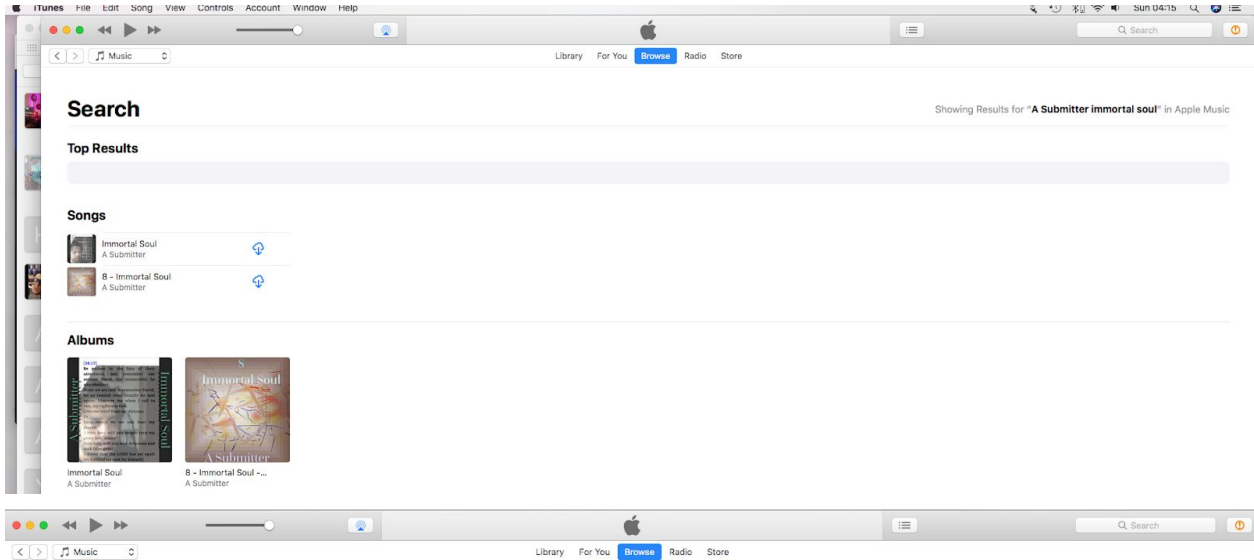 iTunes File Edit Song View Controls Account Window Help Sun 04:15
Search
Music
Library For You Browse Radio Store
Search
Showing Results for "A Submitter immortal soul" in Apple Music
Top Results
Songs
Immortal Soul
A Submitter
8 - Immortal Soul
A Submitter
Albums
A Submitter
Immortal Soul
8
Immortal Soul
A Submitter
Immortal Soul
A Submitter
8 - Immortal Soul -...
A Submitter
Search
Music
Library For You Browse Radio Store